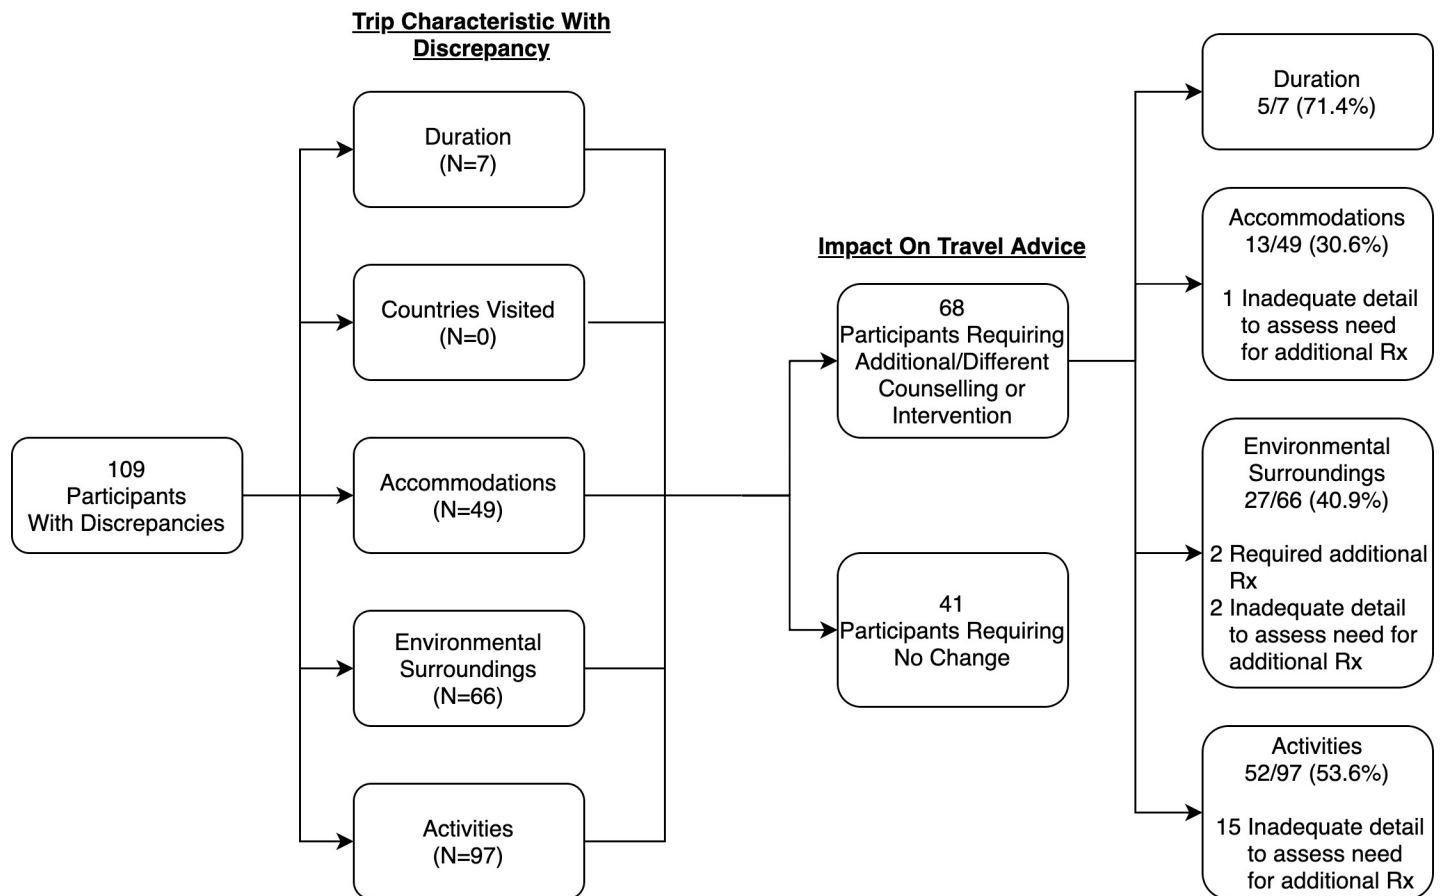 Trip Characteristic With
Discrepancy
109
Participants
With Discrepancies
Duration
(N=7)
Countries Visited
(N=0)
Accommodations
(N=49)
Environmental
Surroundings
(N=66)
Activities
(N=97)
Impact On Travel Advice
68
Participants Requiring
Additional/Different
Counselling or
Intervention
41
Participants Requiring
No Change
Duration
5/7 (71.4%)
Accommodations
13/49 (30.6%)
1 Inadequate detail
to assess need
for additional Rx
Environmental
Surroundings
27/66 (40.9%)
2 Required additional
Rx
2 Inadequate detail
to assess need for
additional Rx
Activities
52/97 (53.6%)
15 Inadequate detail
to assess need
for additional Rx